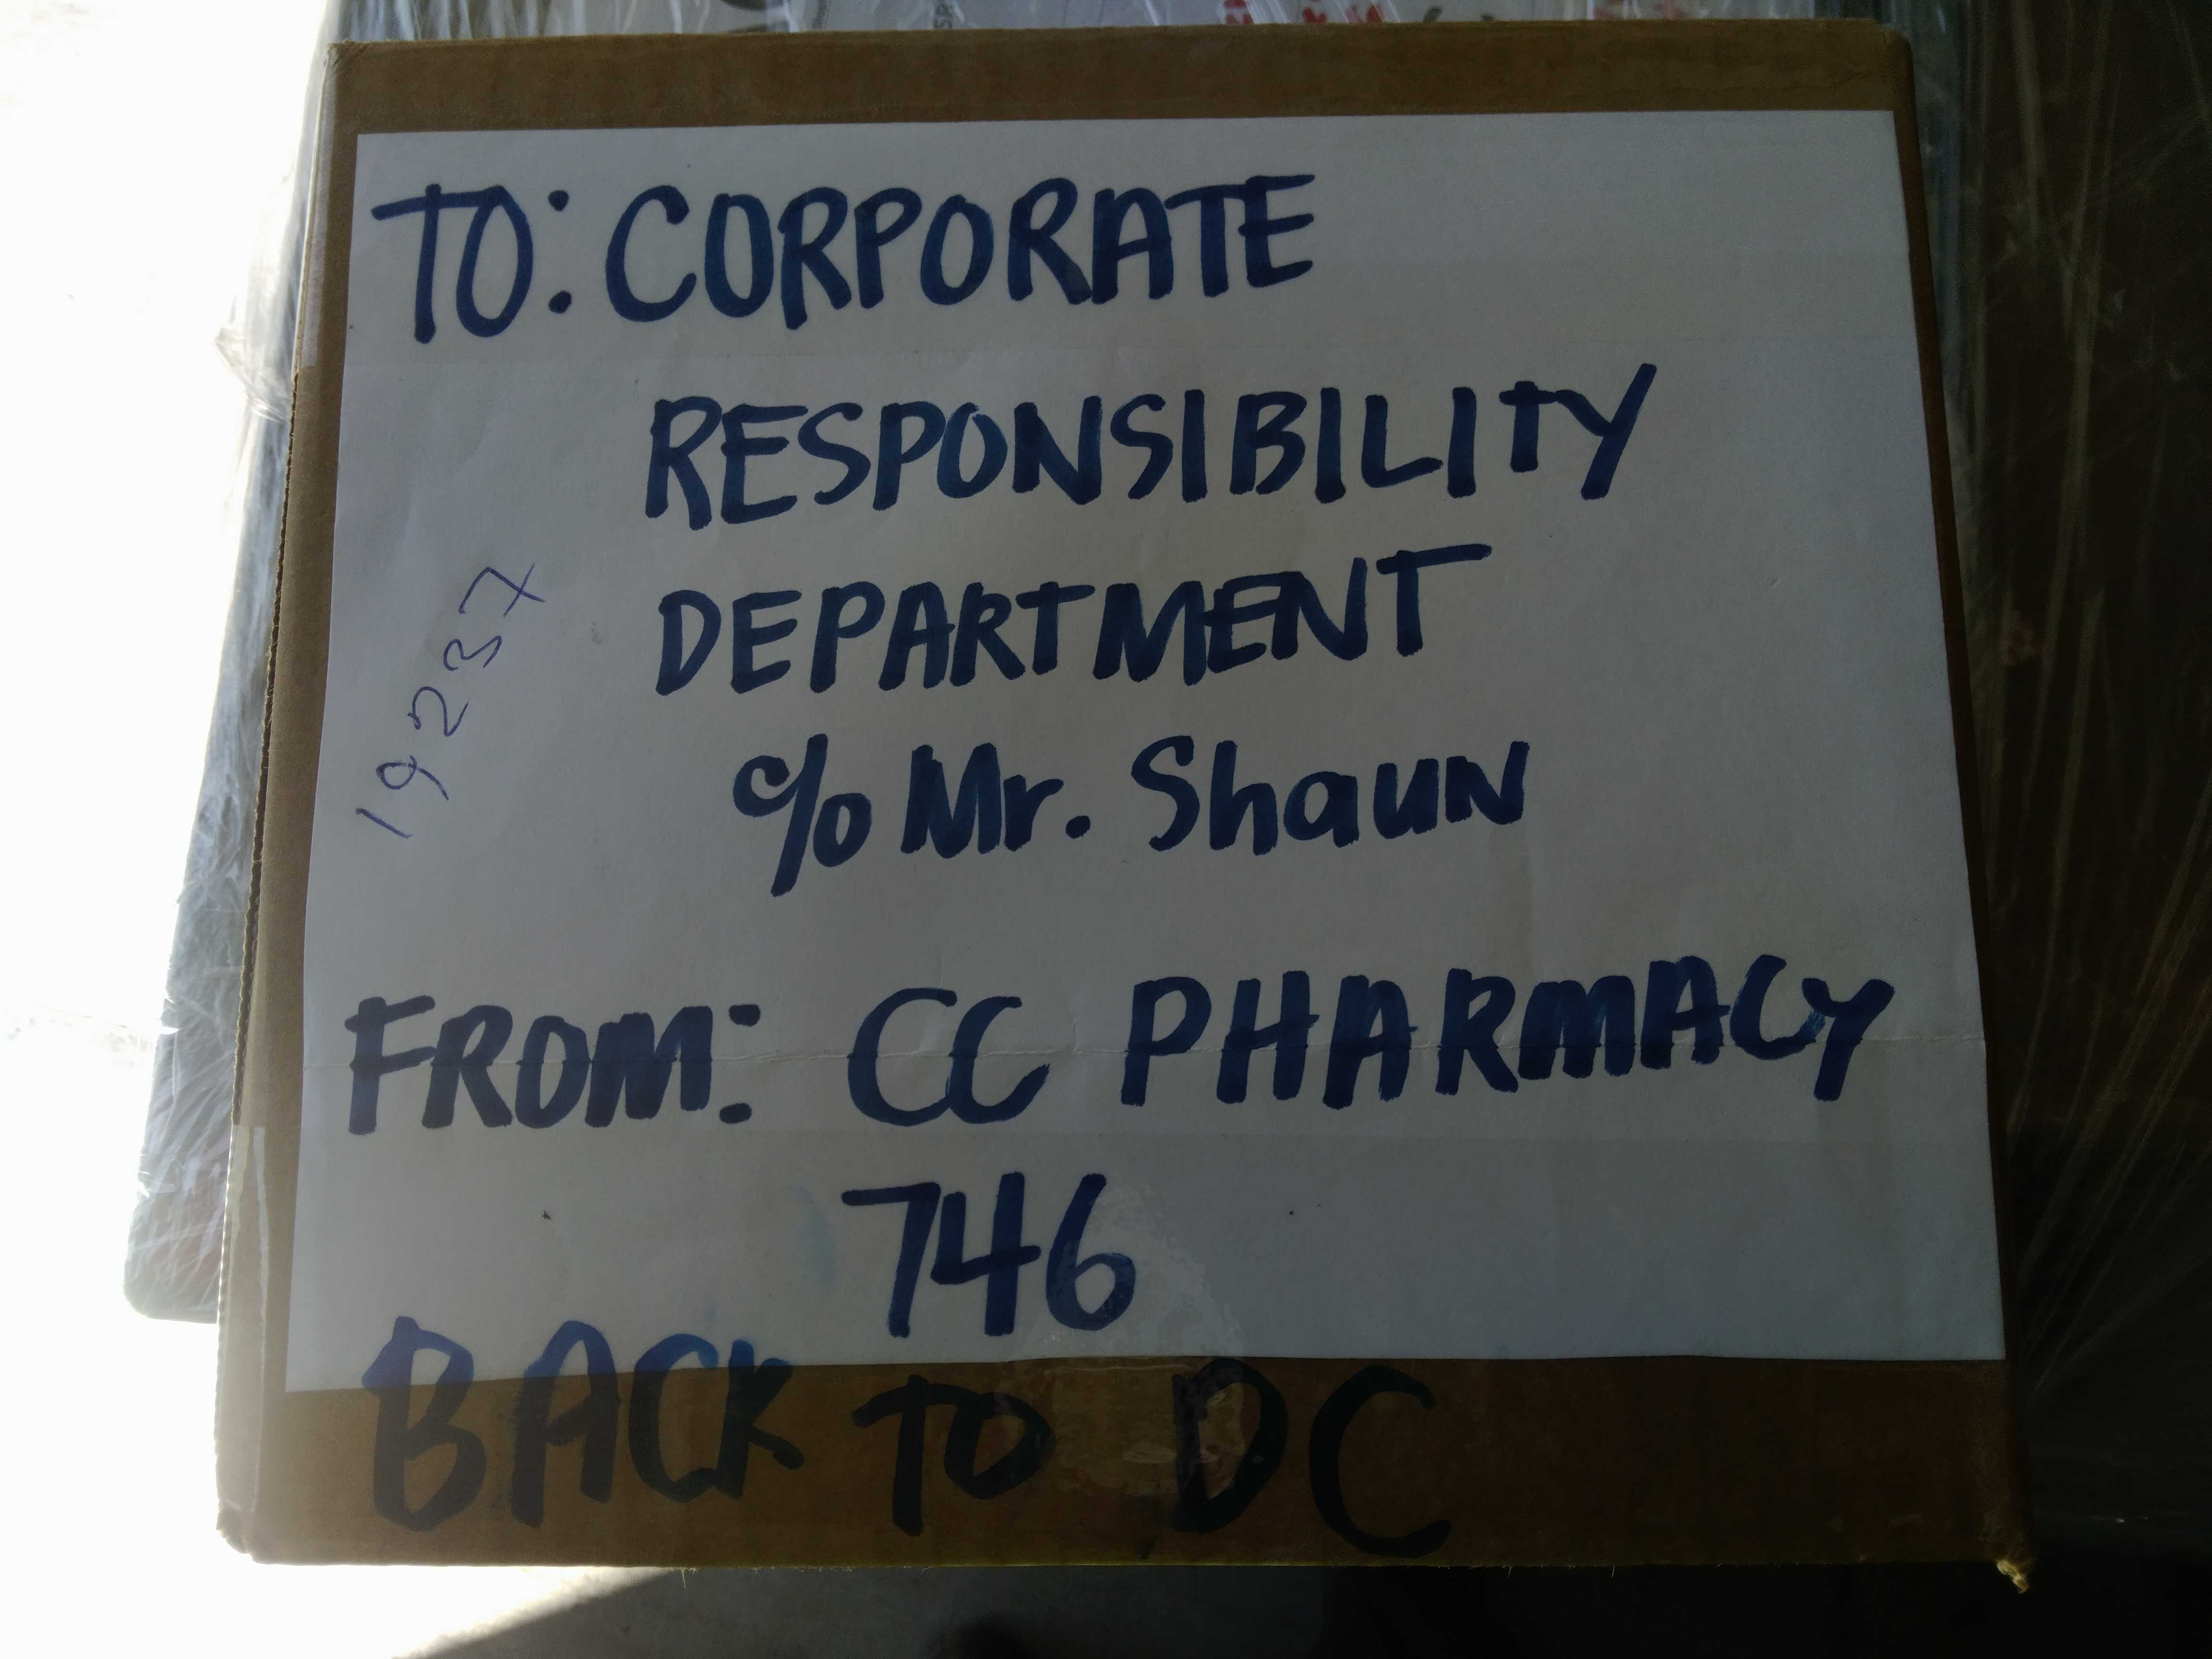 TO: CORPORATE
RESPONSIBILITY
DEPARTMENT
c/o Mr. Shaun
19237
FROM: CC PHARMACY
746
BACK TO DC